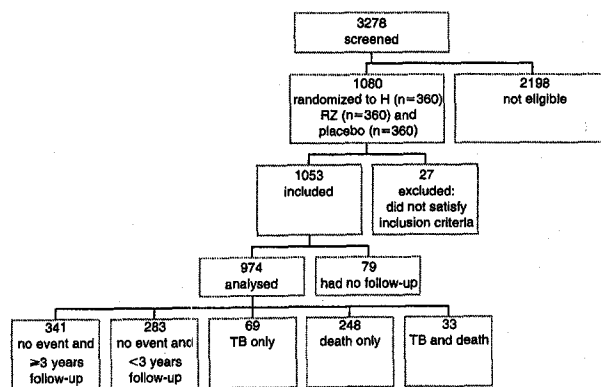 3278
screened
1080
randomized to H (n=360)
RZ (n=360) and
placebo (n=360)
2198
not eligible
1053
included
27
excluded:
did not satisfy
inclusion criteria
974
analysed
79
had no follow-up
341
no event and
≥3 years
follow-up
283
no event and
<3 years
follow-up
69
TB only
248
death only
33
TB and death